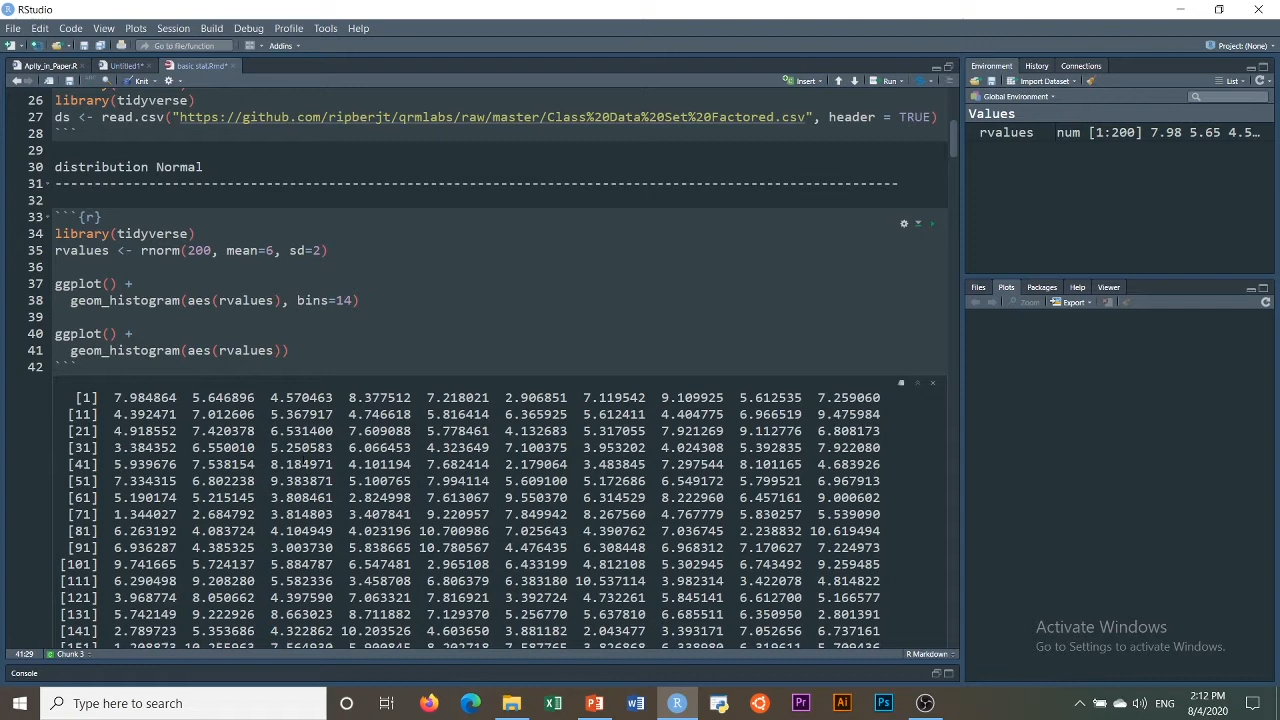 RStudio
File Edit Code View Plots Session Build Debug Profile Tools Help
Go to file/function Addins Project: (None)
Aplly_in_Paper.R Untitled1* basic stat.Rmd*
Knit Insert Run
26 library(tidyverse)
27 ds <- read.csv("https://github.com/ripberjt/qrmlabs/raw/master/Class%20Data%20Set%20Factored.csv", header = TRUE)
28 ```
29
30 distribution Normal
31 ------------------------------------------------------------------------------------------------------------
32
33 ```{r}
34 library(tidyverse)
35 rvalues <- rnorm(200, mean=6, sd=2)
36
37 ggplot() +
38 geom_histogram(aes(rvalues), bins=14)
39
40 ggplot() +
41 geom_histogram(aes(rvalues))
42 ```
[1] 7.984864 5.646896 4.570463 8.377512 7.218021 2.906851 7.119542 9.109925 5.612535 7.259060
[11] 4.392471 7.012606 5.367917 4.746618 5.816414 6.365925 5.612411 4.404775 6.966519 9.475984
[21] 4.918552 7.420378 6.531400 7.609088 5.778461 4.132683 5.317055 7.921269 9.112776 6.808173
[31] 3.384352 6.550010 5.250583 6.066453 4.323649 7.100375 3.953202 4.024308 5.392835 7.922080
[41] 5.939676 7.538154 8.184971 4.101194 7.682414 2.179064 3.483845 7.297544 8.101165 4.683926
[51] 7.334315 6.802238 9.383871 5.100765 7.994114 5.609100 5.172686 6.549172 5.799521 6.967913
[61] 5.190174 5.215145 3.808461 2.824998 7.613067 9.550370 6.314529 8.222960 6.457161 9.000602
[71] 1.344027 2.684792 3.814803 3.407841 9.220957 7.849942 8.267560 4.767779 5.830257 5.539090
[81] 6.263192 4.083724 4.104949 4.023196 10.700986 7.025643 4.390762 7.036745 2.238832 10.619494
[91] 6.936287 4.385325 3.003730 5.838665 10.780567 4.476435 6.308448 6.968312 7.170627 7.224973
[101] 9.741665 5.724137 5.884787 6.547481 2.965108 6.433199 4.812108 5.302945 6.743492 9.259485
[111] 6.290498 9.208280 5.582336 3.458708 6.806379 6.383180 10.537114 3.982314 3.422078 4.814822
[121] 3.968774 8.050662 4.397590 7.063321 7.816921 3.392724 4.732261 5.845141 6.612700 5.166577
[131] 5.742149 9.222926 8.663023 8.711882 7.129370 5.256770 5.637810 6.685511 6.350950 2.801391
[141] 2.789723 5.353686 4.322862 10.203526 4.603650 3.881182 2.043477 3.393171 7.052656 6.737161
41:29 Chunk 3 R Markdown
Console
Environment History Connections
Import Dataset List
Global Environment
Values
rvalues num [1:200] 7.98 5.65 4.5…
Files Plots Packages Help Viewer
Zoom Export
Activate Windows
Go to Settings to activate Windows.
Type here to search
ENG
2:12 PM
8/4/2020